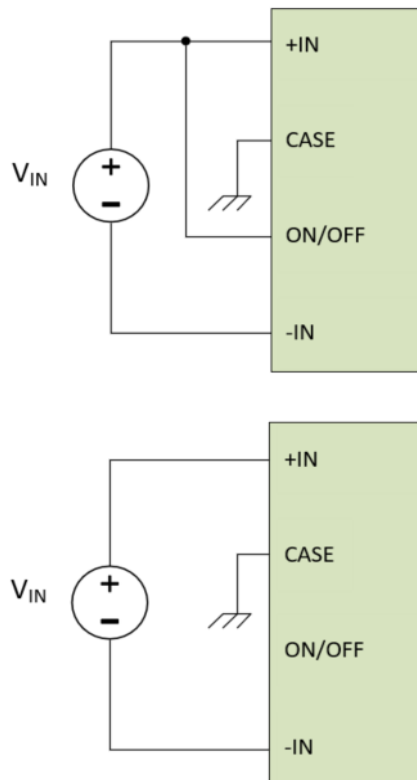 +IN
CASE
V_IN
+
−
ON/OFF
-IN
+IN
CASE
V_IN
+
−
ON/OFF
-IN